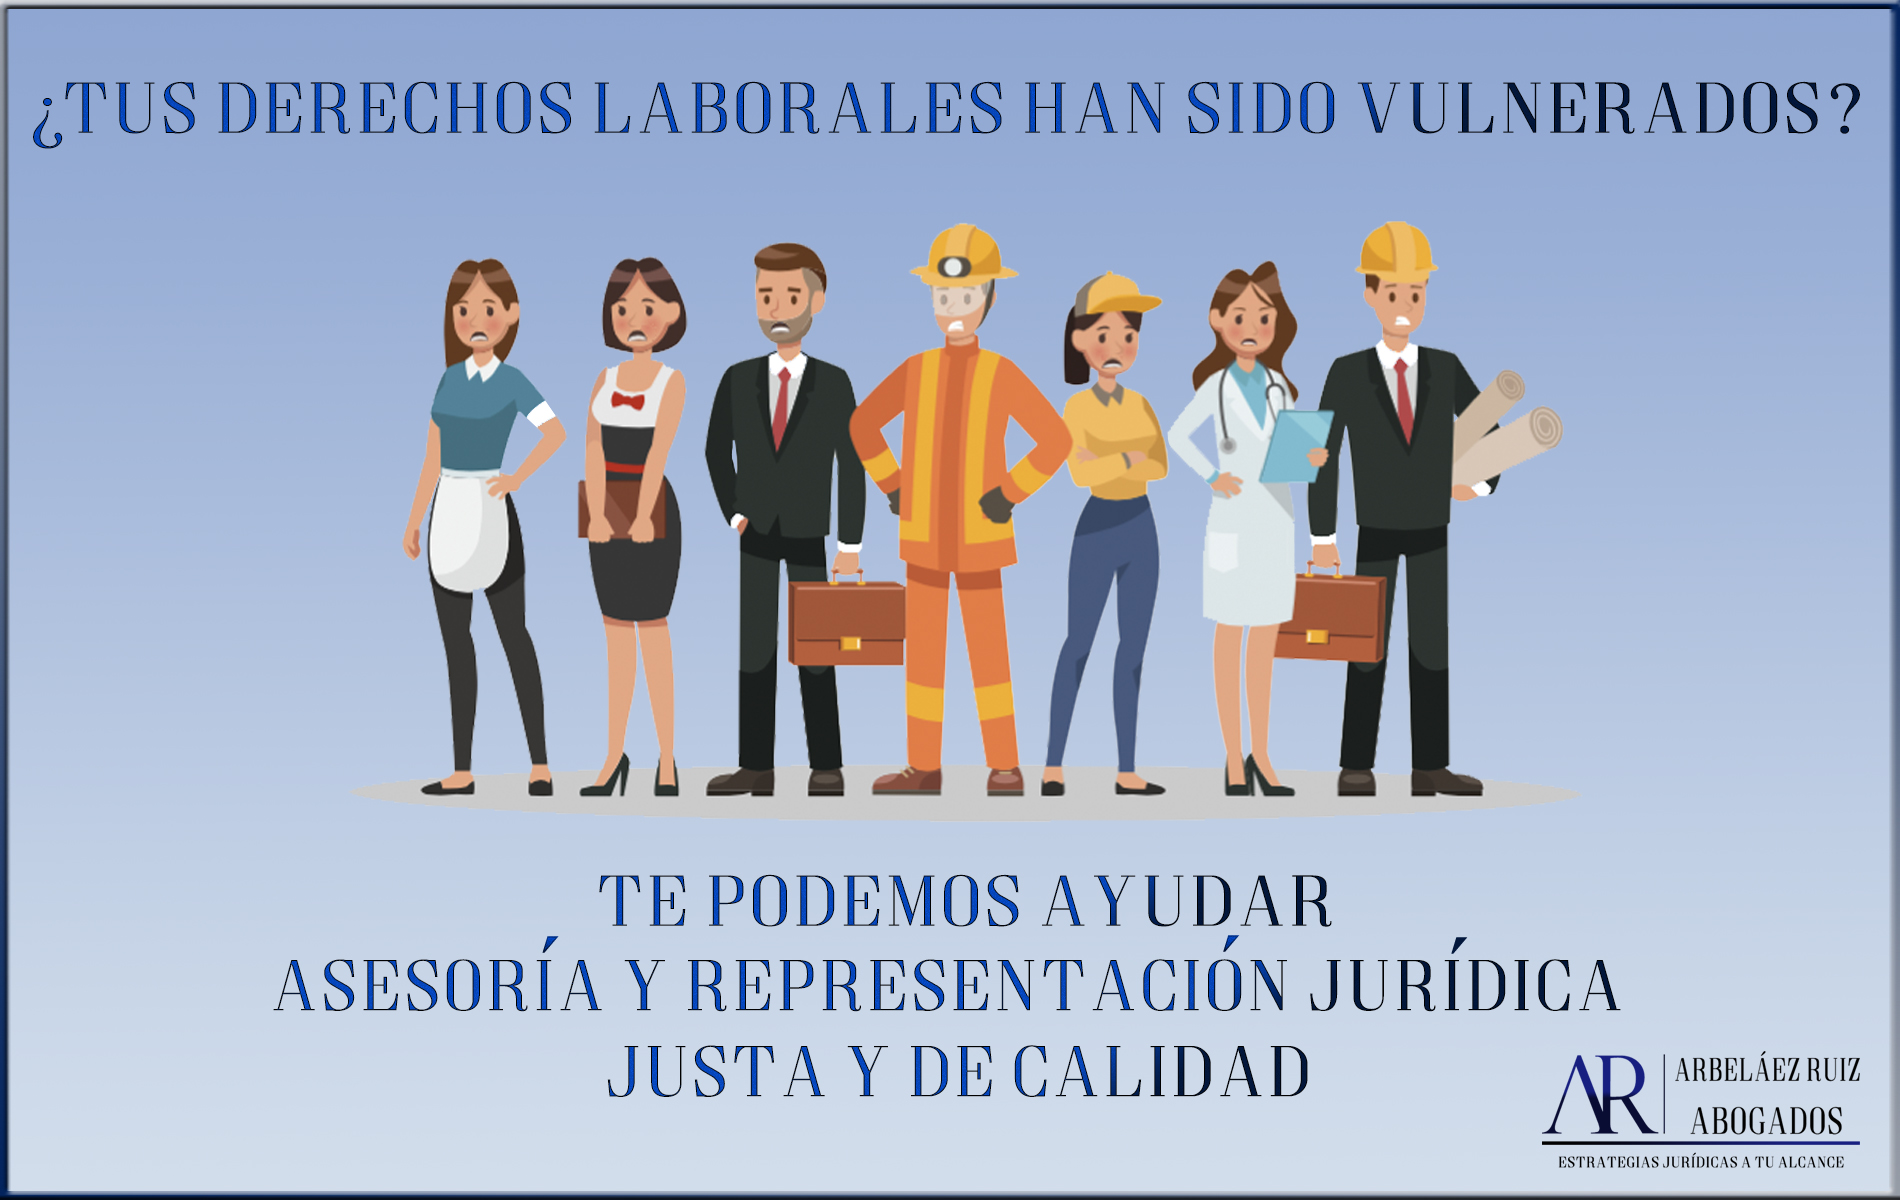 ¿TUS DERECHOS LABORALES HAN SIDO VULNERADOS?
TE PODEMOS AYUDAR
ASESORÍA Y REPRESENTACIÓN JURÍDICA
JUSTA Y DE CALIDAD
AR
ARBELÁEZ RUIZ
ABOGADOS
ESTRATEGIAS JURÍDICAS A TU ALCANCE